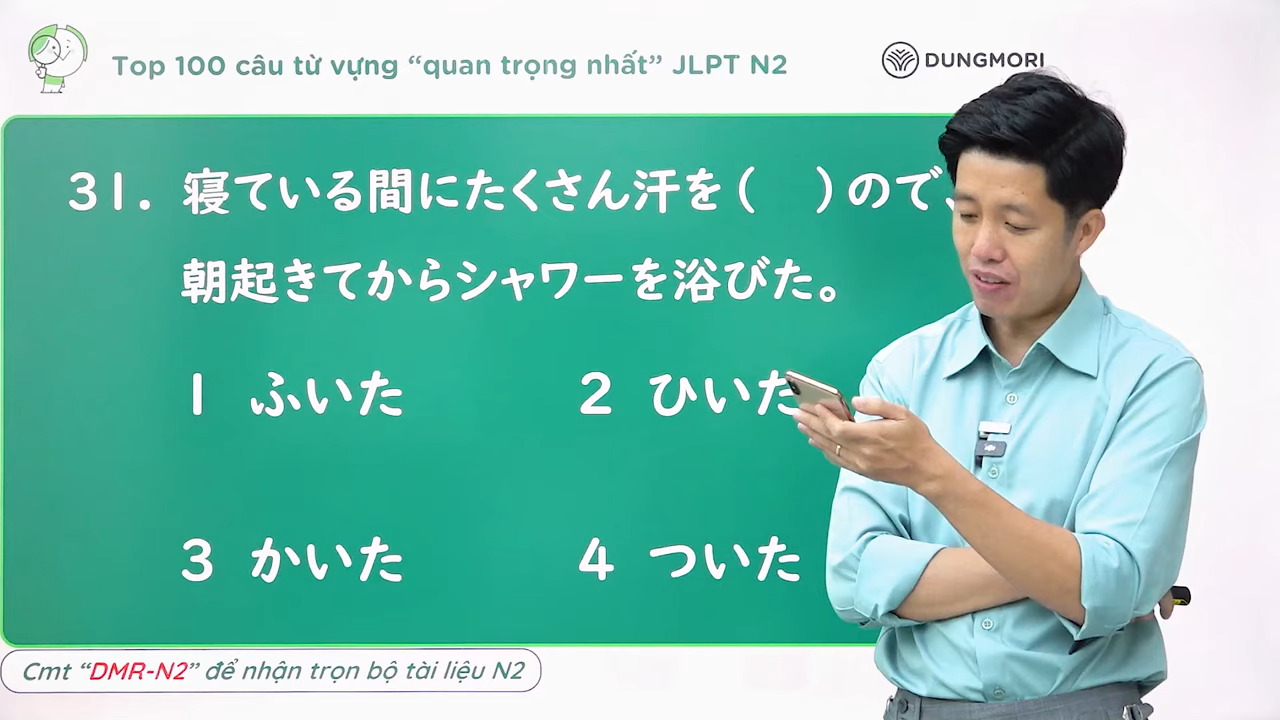 Top 100 câu từ vựng “quan trọng nhất” JLPT N2
DUNGMORI
31. 寝ている間にたくさん汗を (　) ので、
朝起きてからシャワーを浴びた。
1 ふいた
2 ひいた
3 かいた
4 ついた
Cmt “DMR-N2” để nhận trọn bộ tài liệu N2